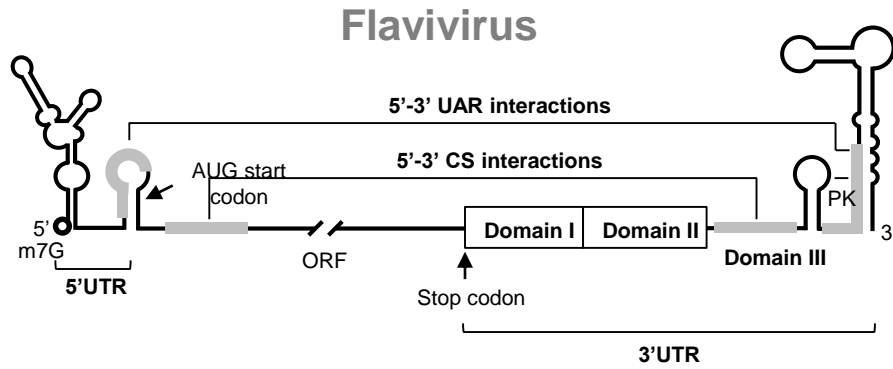 Flavivirus
5'-3' UAR interactions
5'-3' CS interactions
AUG start
codon
PK
5'
m7G
3
ORF
Domain I
Domain II
Domain III
5'UTR
Stop codon
3'UTR